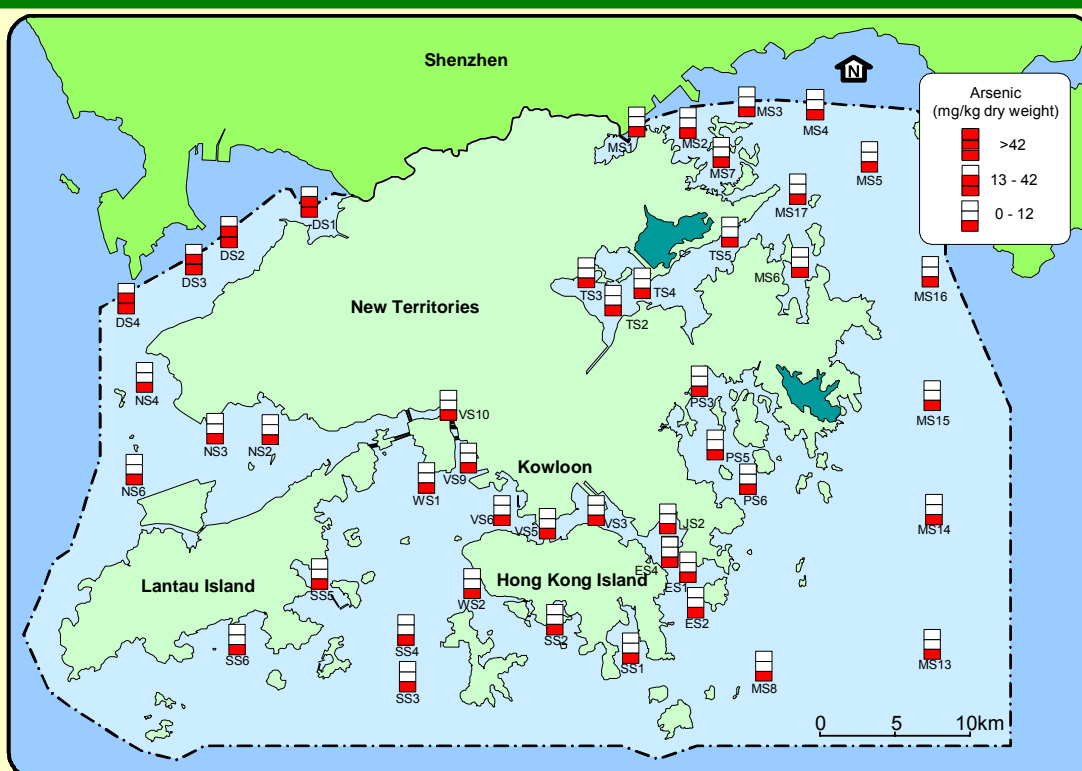 Shenzhen
N
Arsenic
(mg/kg dry weight)
>42
13 - 42
0 - 12
MS3
MS4
MS1
MS2
MS7
MS5
MS17
DS1
DS2
DS3
DS4
TS5
MS6
MS16
TS3
TS4
TS2
New Territories
NS4
PS3
MS15
VS10
NS3
NS2
PS5
Kowloon
VS9
NS6
WS1
PS6
VS6
VS5
VS3
JS2
MS14
ES4
ES1
Lantau Island
SS5
Hong Kong Island
WS2
ES2
SS2
SS4
SS6
SS1
MS13
MS8
SS3
0 5 10km